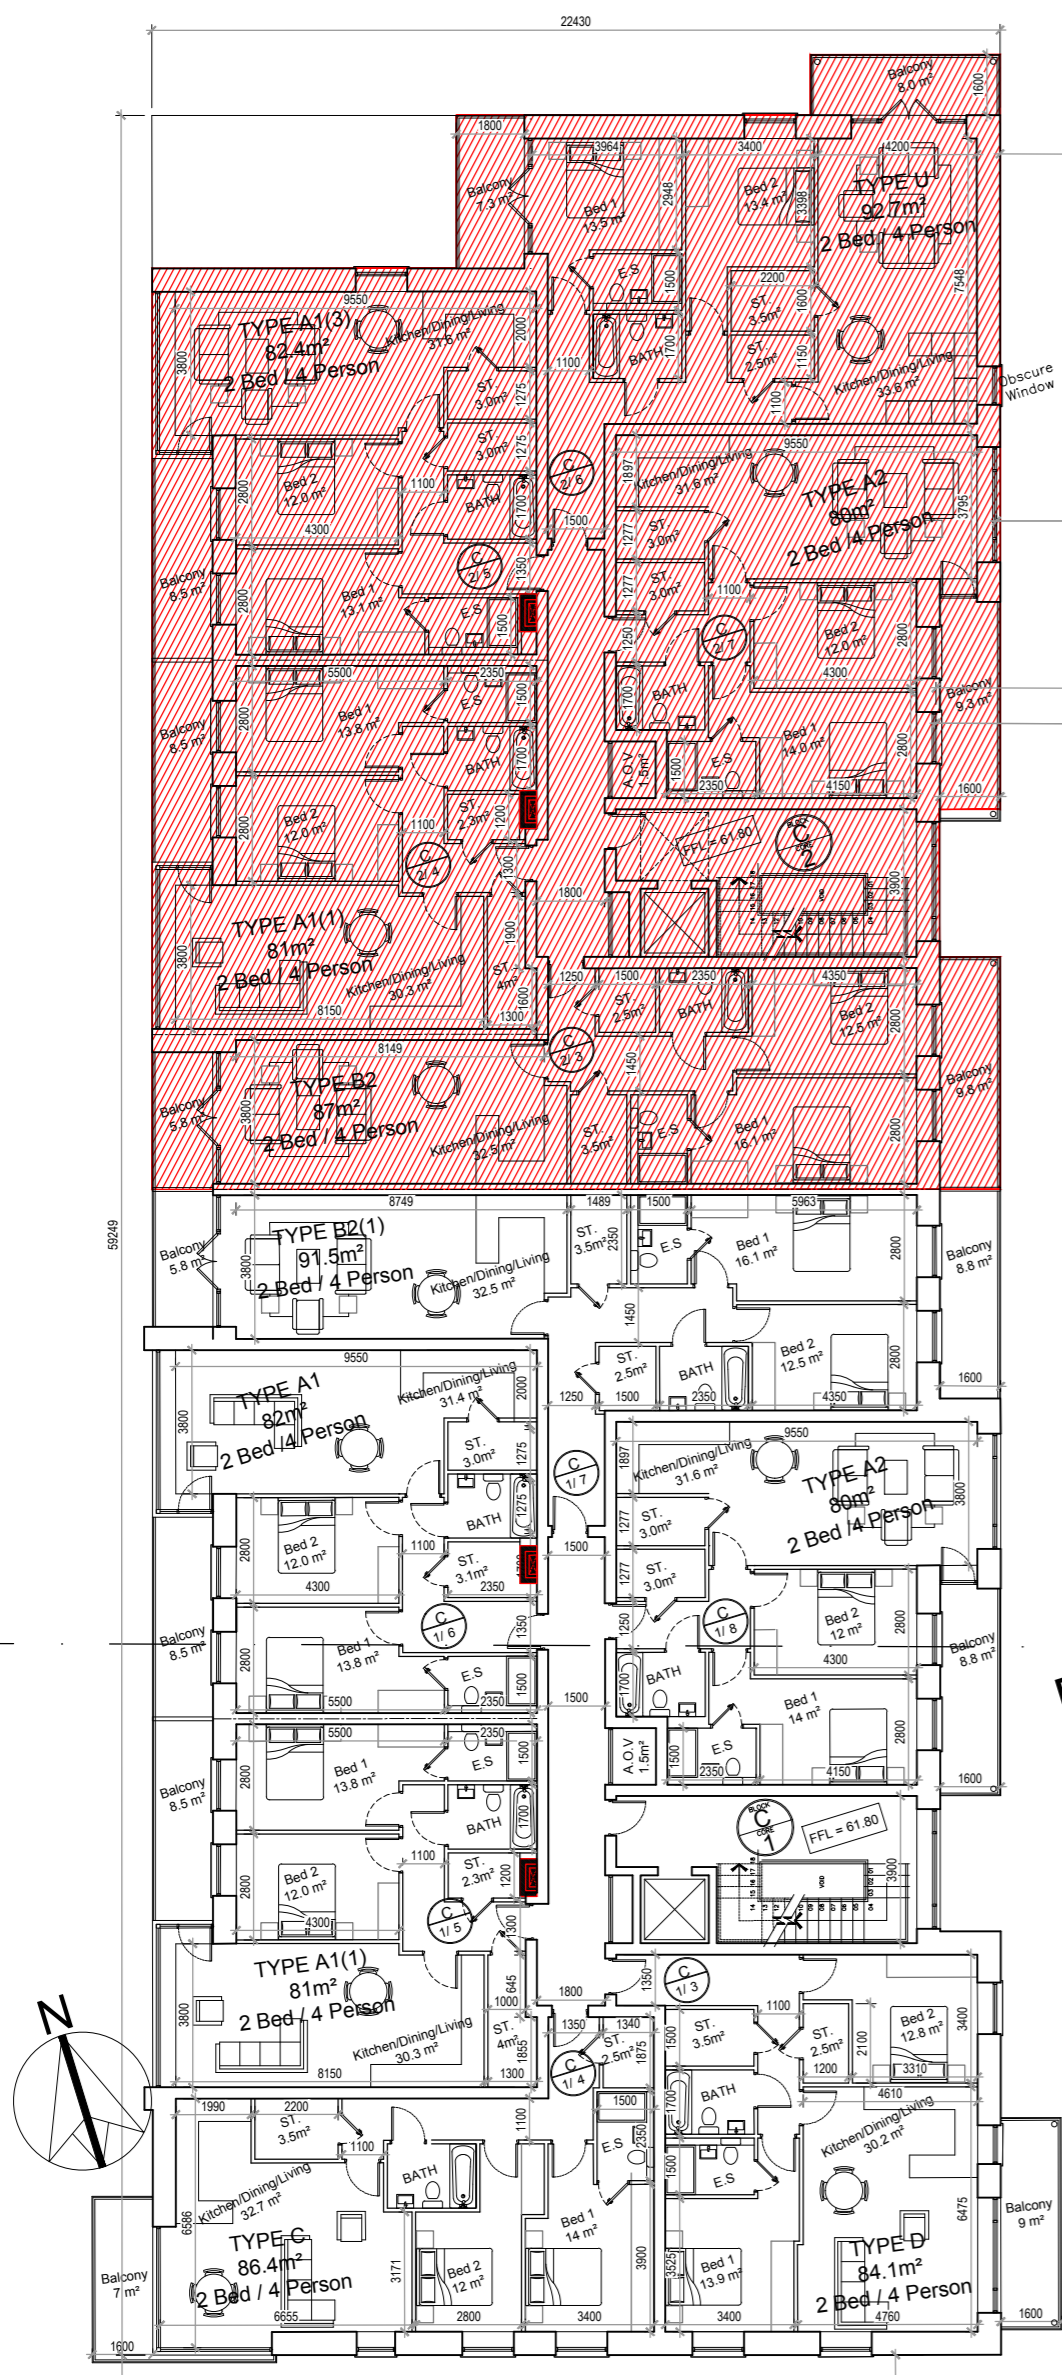 22430
Balcony
8.0 m²
1600
1800
3964
3400
4200
Balcony
7.3 m²
Bed 1
13.5 m²
2948
Bed 2
13.4 m²
3398
TYPE U
92.7m²
2 Bed / 4 Person
7548
E.S
1500
2200
ST.
3.5m²
1600
BATH
1700
ST.
2.5m²
1150
1100
Kitchen/Dining/Living
33.6 m²
Obscure
Window
9550
TYPE A1(3)
82.4m²
2 Bed / 4 Person
Kitchen/Dining/Living
31.6 m²
2000
3800
1100
ST.
3.0m²
1275
ST.
3.0m²
1275
Bed 2
12.0 m²
2800
4300
1100
BATH
1700
C
2/ 6
1500
9550
1897
Kitchen/Dining/Living
31.6 m²
TYPE A2
80m²
2 Bed /4 Person
3795
1277
ST.
3.0m²
1277
ST.
3.0m²
1100
Balcony
8.5 m²
2800
Bed 1
13.1 m²
C
2/ 5
1350
E.S
1500
1250
C
2/ 7
Bed 2
12.0 m²
2800
4300
BATH
1700
Balcony
9.3 m²
5500
2350
Balcony
8.5 m²
2800
Bed 1
13.8 m²
E.S
1500
BATH
1700
A.O.V
1.5m²
1500
E.S
2350
Bed 1
14.0 m²
4150
2800
1600
2800
Bed 2
12.0 m²
1100
ST.
2.3m²
1200
C
2/ 4
1300
FFL = 61.80
BLOCK
C
CORE
2
3900
VOID
1800
TYPE A1(1)
81m²
2 Bed / 4 Person
3800
Kitchen/Dining/Living
30.3 m²
8150
1900
ST.
4m²
1600
1300
1250
1500
2350
4350
ST.
2.5m²
BATH
Bed 2
12.5 m²
2800
8149
C
2/ 3
1450
Balcony
5.8 m²
3800
TYPE B2
87m²
2 Bed / 4 Person
Kitchen/Dining/Living
32.5 m²
ST.
3.5m²
E.S
Bed 1
16.1 m²
2800
Balcony
9.8 m²
59249
8749
1489
1500
5963
Balcony
5.8 m²
3800
TYPE B2(1)
91.5m²
2 Bed / 4 Person
Kitchen/Dining/Living
32.5 m²
ST.
3.5m²
2350
E.S
Bed 1
16.1 m²
2800
Balcony
8.8 m²
1450
ST.
2.5m²
BATH
Bed 2
12.5 m²
2800
1250
1500
2350
4350
1600
9550
TYPE A1
82m²
2 Bed /4 Person
3800
Kitchen/Dining/Living
31.4 m²
2000
ST.
3.0m²
1275
C
1/ 7
9550
1897
Kitchen/Dining/Living
31.6 m²
TYPE A2
80m²
2 Bed /4 Person
3800
BATH
1275
1277
ST.
3.0m²
1277
ST.
3.0m²
1500
2800
Bed 2
12.0 m²
4300
1100
ST.
3.1m²
2350
C
1/ 6
1350
1250
C
1/ 8
Bed 2
12 m²
2800
4300
Balcony
8.5 m²
2800
Bed 1
13.8 m²
5500
E.S
1500
2350
1500
BATH
1700
Balcony
8.8 m²
Bed 1
14 m²
2800
4150
1600
5500
2350
Balcony
8.5 m²
2800
Bed 1
13.8 m²
E.S
1500
A.O.V
1.5m²
1500
E.S
2350
BATH
1700
BLOCK
C
CORE
1
FFL = 61.80
2800
Bed 2
12.0 m²
4300
1100
ST.
2.3m²
1200
C
1/ 5
1300
VOID
3900
TYPE A1(1)
81m²
2 Bed / 4 Person
3800
Kitchen/Dining/Living
30.3 m²
8150
645
1000
ST.
4m²
1855
1300
1800
1350
1340
1350
C
1/ 3
1100
N
C
1/ 4
ST.
2.5m²
1875
1500
ST.
3.5m²
ST.
2.5m²
1200
2100
Bed 2
12.8 m²
3310
3400
1990
2200
ST.
3.5m²
1100
1100
1500
2350
E.S
1700
BATH
4610
Kitchen/Dining/Living
30.2 m²
BATH
1500
E.S
Kitchen/Dining/Living
32.7 m²
6586
TYPE C
86.4m²
2 Bed / 4 Person
3171
Bed 2
12 m²
Bed 1
14 m²
3900
3525
Bed 1
13.9 m²
TYPE D
84.1m²
2 Bed / 4 Person
6475
Balcony
9 m²
Balcony
7 m²
1600
6655
2800
3400
3400
4760
1600